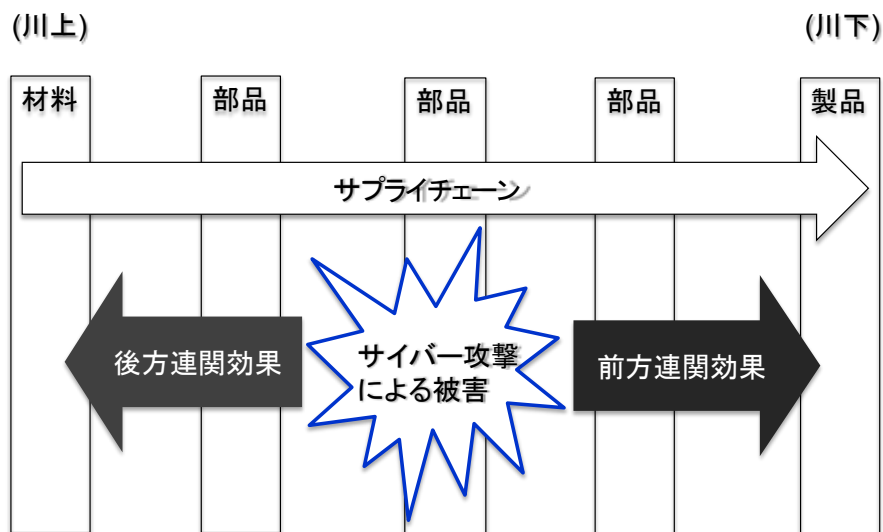 (川上)
(川下)
材料
部品
部品
部品
製品
サプライチェーン
後方連関効果
サイバー攻撃
による被害
前方連関効果